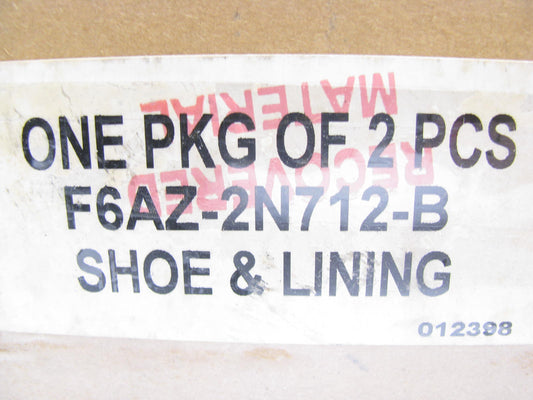 ONE PKG OF 2 PCS
F6AZ-2N712-B
SHOE & LINING
012398
RECOVERED
MATERIAL